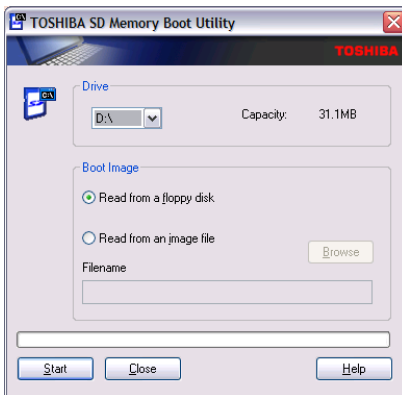 TOSHIBA SD Memory Boot Utility
TOSHIBA
Drive
D:\ Capacity: 31.1MB
Boot Image
Read from a floppy disk
Read from an image file
Browse
Filename
Start Close Help